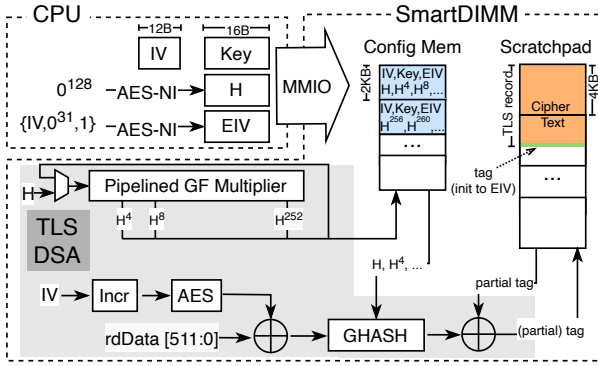 CPU
SmartDIMM
12B
16B
IV
Key
0^128
AES-NI
H
{IV,0^31,1}
AES-NI
EIV
MMIO
Config Mem
Scratchpad
2KB
IV,Key,EIV
H,H^4,H^8,...
IV,Key,EIV
H^256,H^260,...
...
TLS record
4KB
Cipher
Text
tag
(init to EIV)
...
H
Pipelined GF Multiplier
H^4
H^8
H^252
TLS
DSA
H, H^4, ...
IV
Incr
AES
partial tag
rdData [511:0]
GHASH
(partial) tag